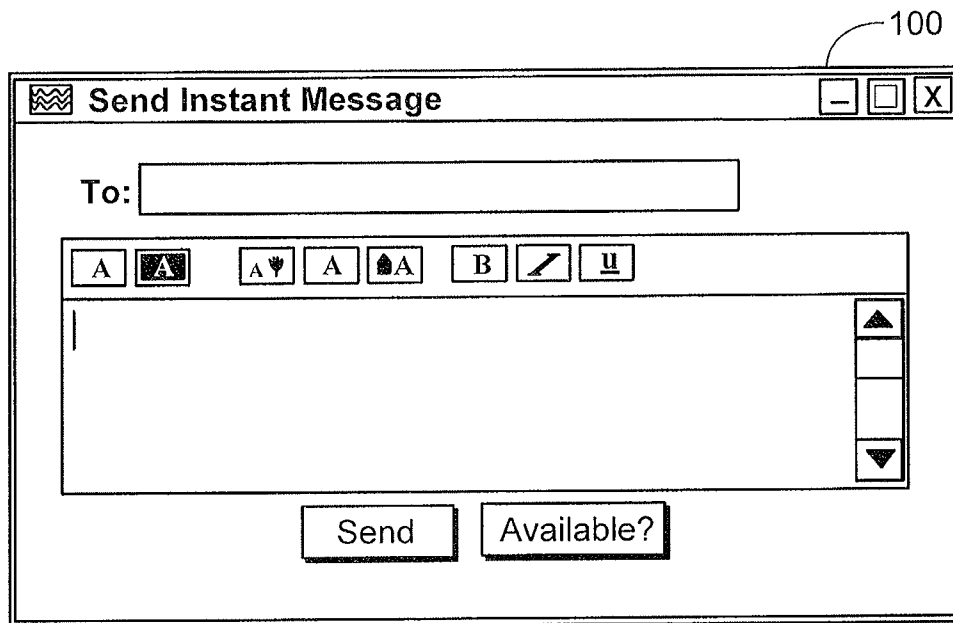 100
Send Instant Message X
To:
A A A A A B I u
Send Available?